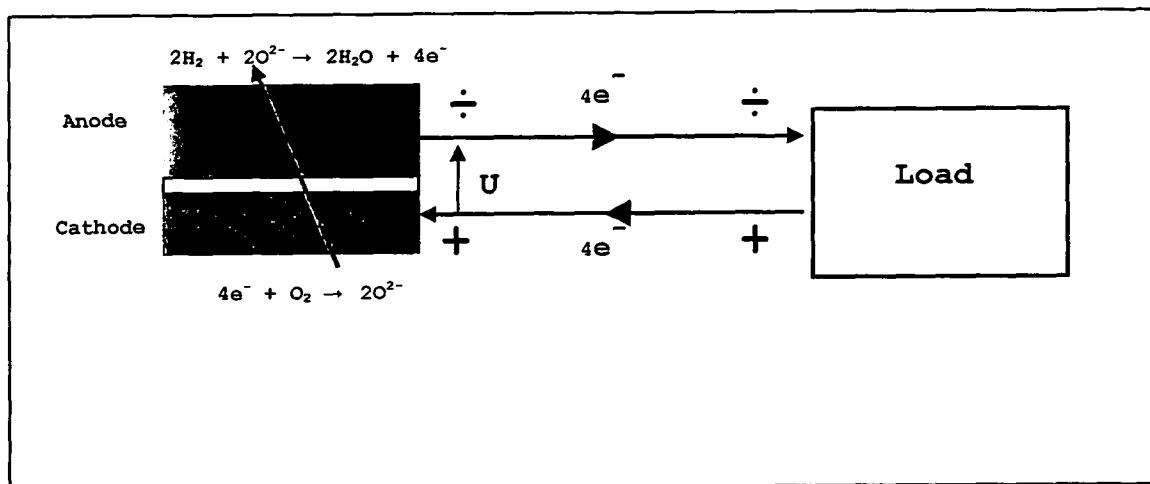 2H₂ + 2O²⁻ → 2H₂O + 4e⁻
÷ 4e⁻ ÷
Anode
Load
U
Cathode
+ 4e⁻ +
4e⁻ + O₂ → 2O²⁻